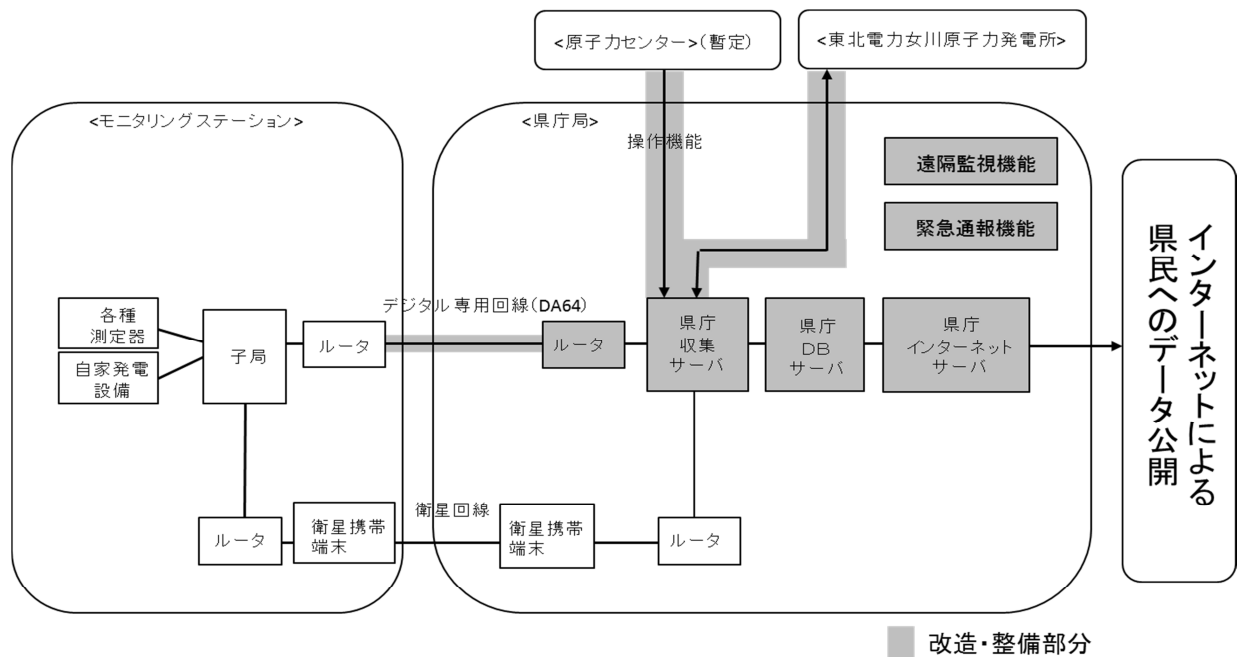 <原子力センター>(暫定)
<東北電力女川原子力発電所>
<モニタリングステーション>
<県庁局>
操作機能
遠隔監視機能
緊急通報機能
デジタル専用回線(DA64)
各種
測定器
自家発電
設備
子局
ルータ
ルータ
県庁
収集
サーバ
県庁
DB
サーバ
県庁
インターネット
サーバ
インターネットによる
県民へのデータ公開
ルータ
衛星携帯
端末
衛星回線
衛星携帯
端末
ルータ
改造・整備部分